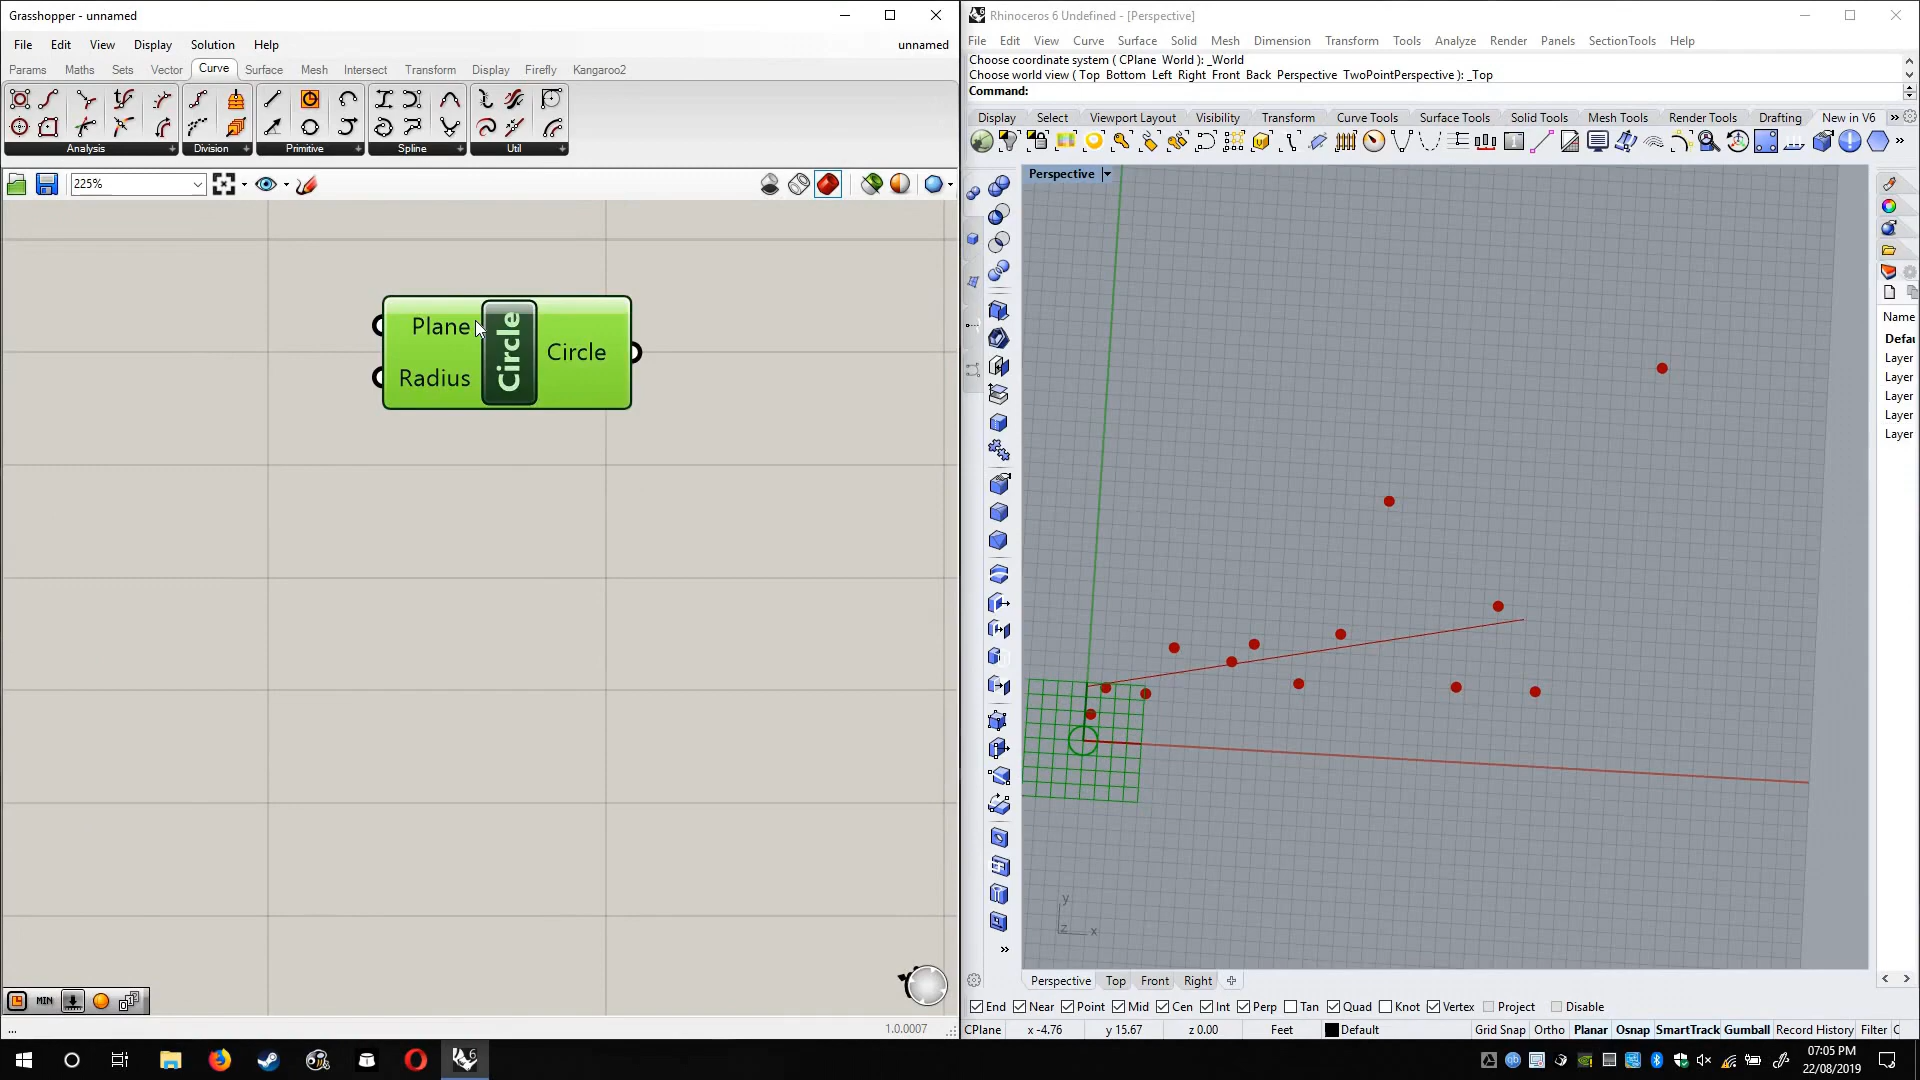 Grasshopper - unnamed
File Edit View Display Solution Help
unnamed
Params Maths Sets Vector Curve Surface Mesh Intersect Transform Display Firefly Kangaroo2
Analysis Division Primitive Spline Util
225%
Plane
Radius
Circle
Circle
MIN
...
1.0.0007
Rhinoceros 6 Undefined - [Perspective]
File Edit View Curve Surface Solid Mesh Dimension Transform Tools Analyze Render Panels SectionTools Help
Choose coordinate system ( CPlane World ): _World
Choose world view ( Top Bottom Left Right Front Back Perspective TwoPointPerspective ): _Top
Command:
Display Select Viewport Layout Visibility Transform Curve Tools Surface Tools Solid Tools Mesh Tools Render Tools Drafting New in V6
Perspective
Name
Defau
Layer
Layer
Layer
Layer
Layer
y
z x
Perspective Top Front Right
End Near Point Mid Cen Int Perp Tan Quad Knot Vertex Project Disable
CPlane x -4.76 y 15.67 z 0.00 Feet Default Grid Snap Ortho Planar Osnap SmartTrack Gumball Record History Filter C
07:05 PM
22/08/2019